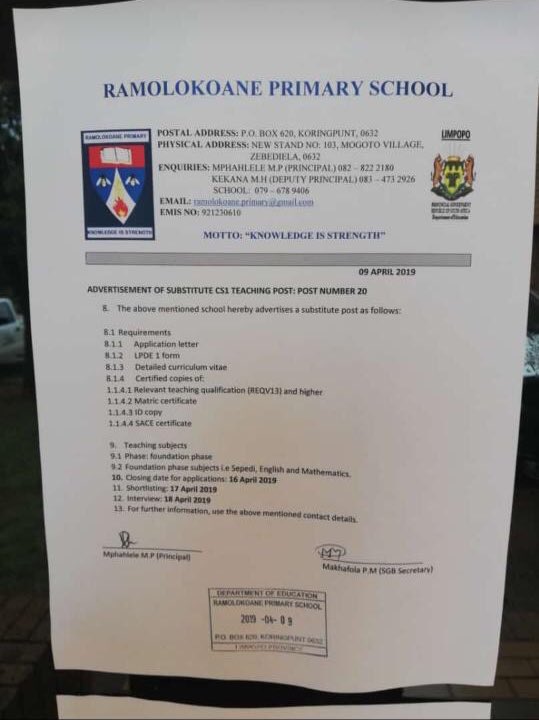 RAMOLOKOANE PRIMARY SCHOOL
RAMOLOKOANE PRIMARY
KNOWLEDGE IS STRENGTH
POSTAL ADDRESS: P.O. BOX 620, KORINGPUNT, 0632
PHYSICAL ADDRESS: NEW STAND NO: 103, MOGOTO VILLAGE,
ZEBEDIELA, 0632
ENQUIRIES: MPHAHLELE M.P (PRINCIPAL) 082 – 822 2180
KEKANA M.H (DEPUTY PRINCIPAL) 083 – 473 2926
SCHOOL: 079 – 678 9406
EMAIL: ramolokoane.primary@gmail.com
EMIS NO: 921230610
LIMPOPO
PROVINCIAL GOVERNMENT
REPUBLIC OF SOUTH AFRICA
Department of Education
MOTTO: "KNOWLEDGE IS STRENGTH"
09 APRIL 2019
ADVERTISEMENT OF SUBSTITUTE CS1 TEACHING POST: POST NUMBER 20
8. The above mentioned school hereby advertises a substitute post as follows:
8.1 Requirements
8.1.1 Application letter
8.1.2 LPDE 1 form
8.1.3 Detailed curriculum vitae
8.1.4 Certified copies of:
1.1.4.1 Relevant teaching qualification (REQV13) and higher
1.1.4.2 Matric certificate
1.1.4.3 ID copy
1.1.4.4 SACE certificate
9. Teaching subjects
9.1 Phase: foundation phase
9.2 Foundation phase subjects i.e Sepedi, English and Mathematics.
10. Closing date for applications: 16 April 2019
11. Shortlisting: 17 April 2019
12. Interview: 18 April 2019
13. For further information, use the above mentioned contact details.
Mphahlele M.P (Principal)
Makhafola P.M (SGB Secretary)
DEPARTMENT OF EDUCATION
RAMOLOKOANE PRIMARY SCHOOL
2019 -04- 09
P.O. BOX 620, KORINGPUNT 0632
LIMPOPO PROVINCE